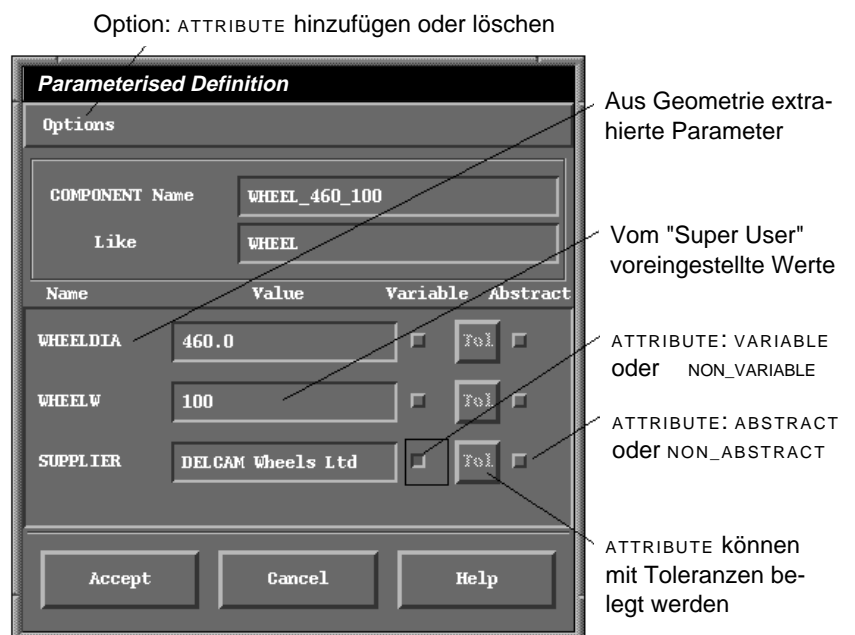 Option: ATTRIBUTE hinzufügen oder löschen
Parameterised Definition
Options
COMPONENT Name WHEEL_460_100
Like WHEEL
Name Value Variable Abstract
WHEELDIA 460.0 Tol
WHEELW 100 Tol
SUPPLIER DELCAM Wheels Ltd Tol
Accept Cancel Help
Aus Geometrie extra-
hierte Parameter
Vom "Super User"
voreingestellte Werte
ATTRIBUTE: VARIABLE
oder NON_VARIABLE
ATTRIBUTE: ABSTRACT
oder NON_ABSTRACT
ATTRIBUTE können
mit Toleranzen be-
legt werden